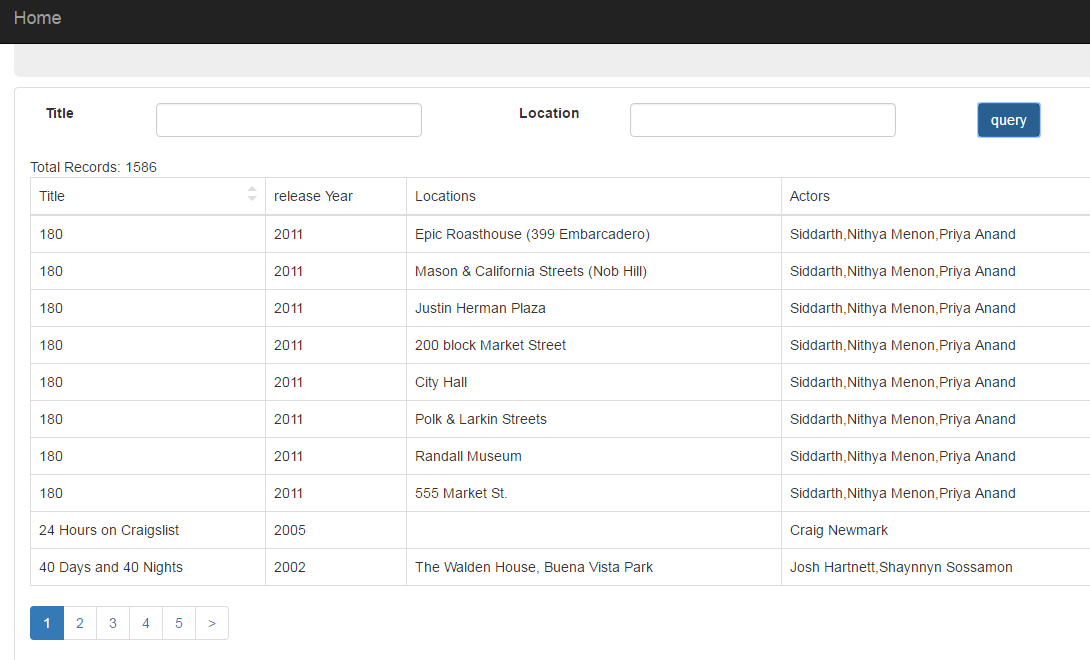 Home
Title Location query
Total Records: 1586
Title release Year Locations Actors
180 2011 Epic Roasthouse (399 Embarcadero) Siddarth,Nithya Menon,Priya Anand
180 2011 Mason & California Streets (Nob Hill) Siddarth,Nithya Menon,Priya Anand
180 2011 Justin Herman Plaza Siddarth,Nithya Menon,Priya Anand
180 2011 200 block Market Street Siddarth,Nithya Menon,Priya Anand
180 2011 City Hall Siddarth,Nithya Menon,Priya Anand
180 2011 Polk & Larkin Streets Siddarth,Nithya Menon,Priya Anand
180 2011 Randall Museum Siddarth,Nithya Menon,Priya Anand
180 2011 555 Market St. Siddarth,Nithya Menon,Priya Anand
24 Hours on Craigslist 2005 Craig Newmark
40 Days and 40 Nights 2002 The Walden House, Buena Vista Park Josh Hartnett,Shaynnyn Sossamon
1 2 3 4 5 >